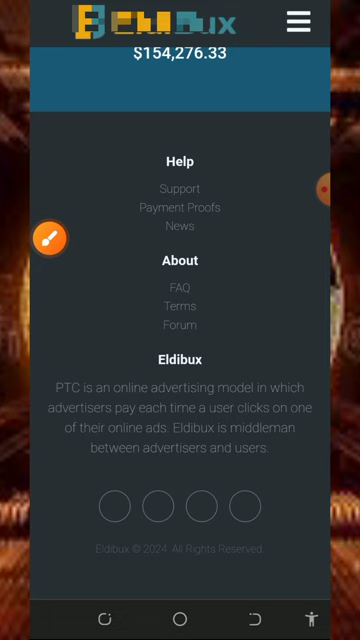 Eldibux
$154,276.33
Help
Support
Payment Proofs
News
About
FAQ
Terms
Forum
Eldibux
PTC is an online advertising model in which
advertisers pay each time a user clicks on one
of their online ads. Eldibux is middleman
between advertisers and users.
Eldibux © 2024. All Rights Reserved.